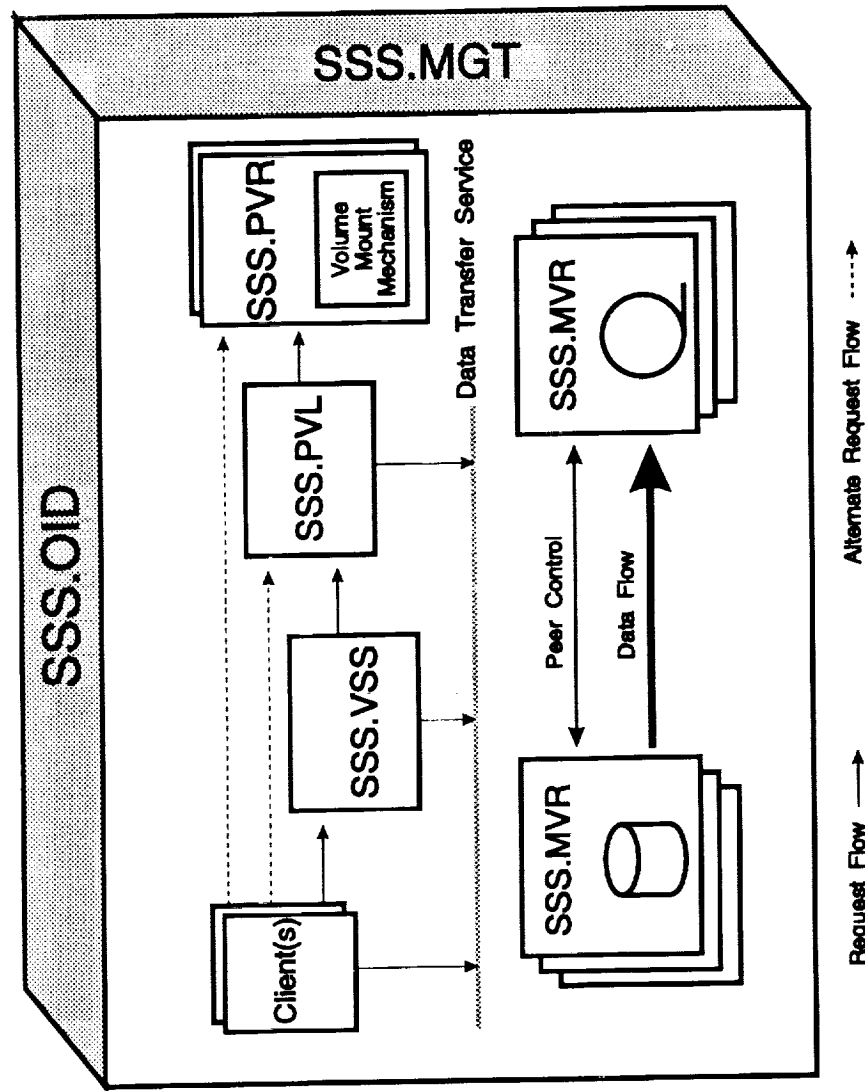 SSS.OID
SSS.MGT
Client(s)
SSS.VSS
SSS.PVL
SSS.PVR
Volume
Mount
Mechanism
Data Transfer Service
SSS.MVR
Peer Control
Data Flow
SSS.MVR
Request Flow
Alternate Request Flow